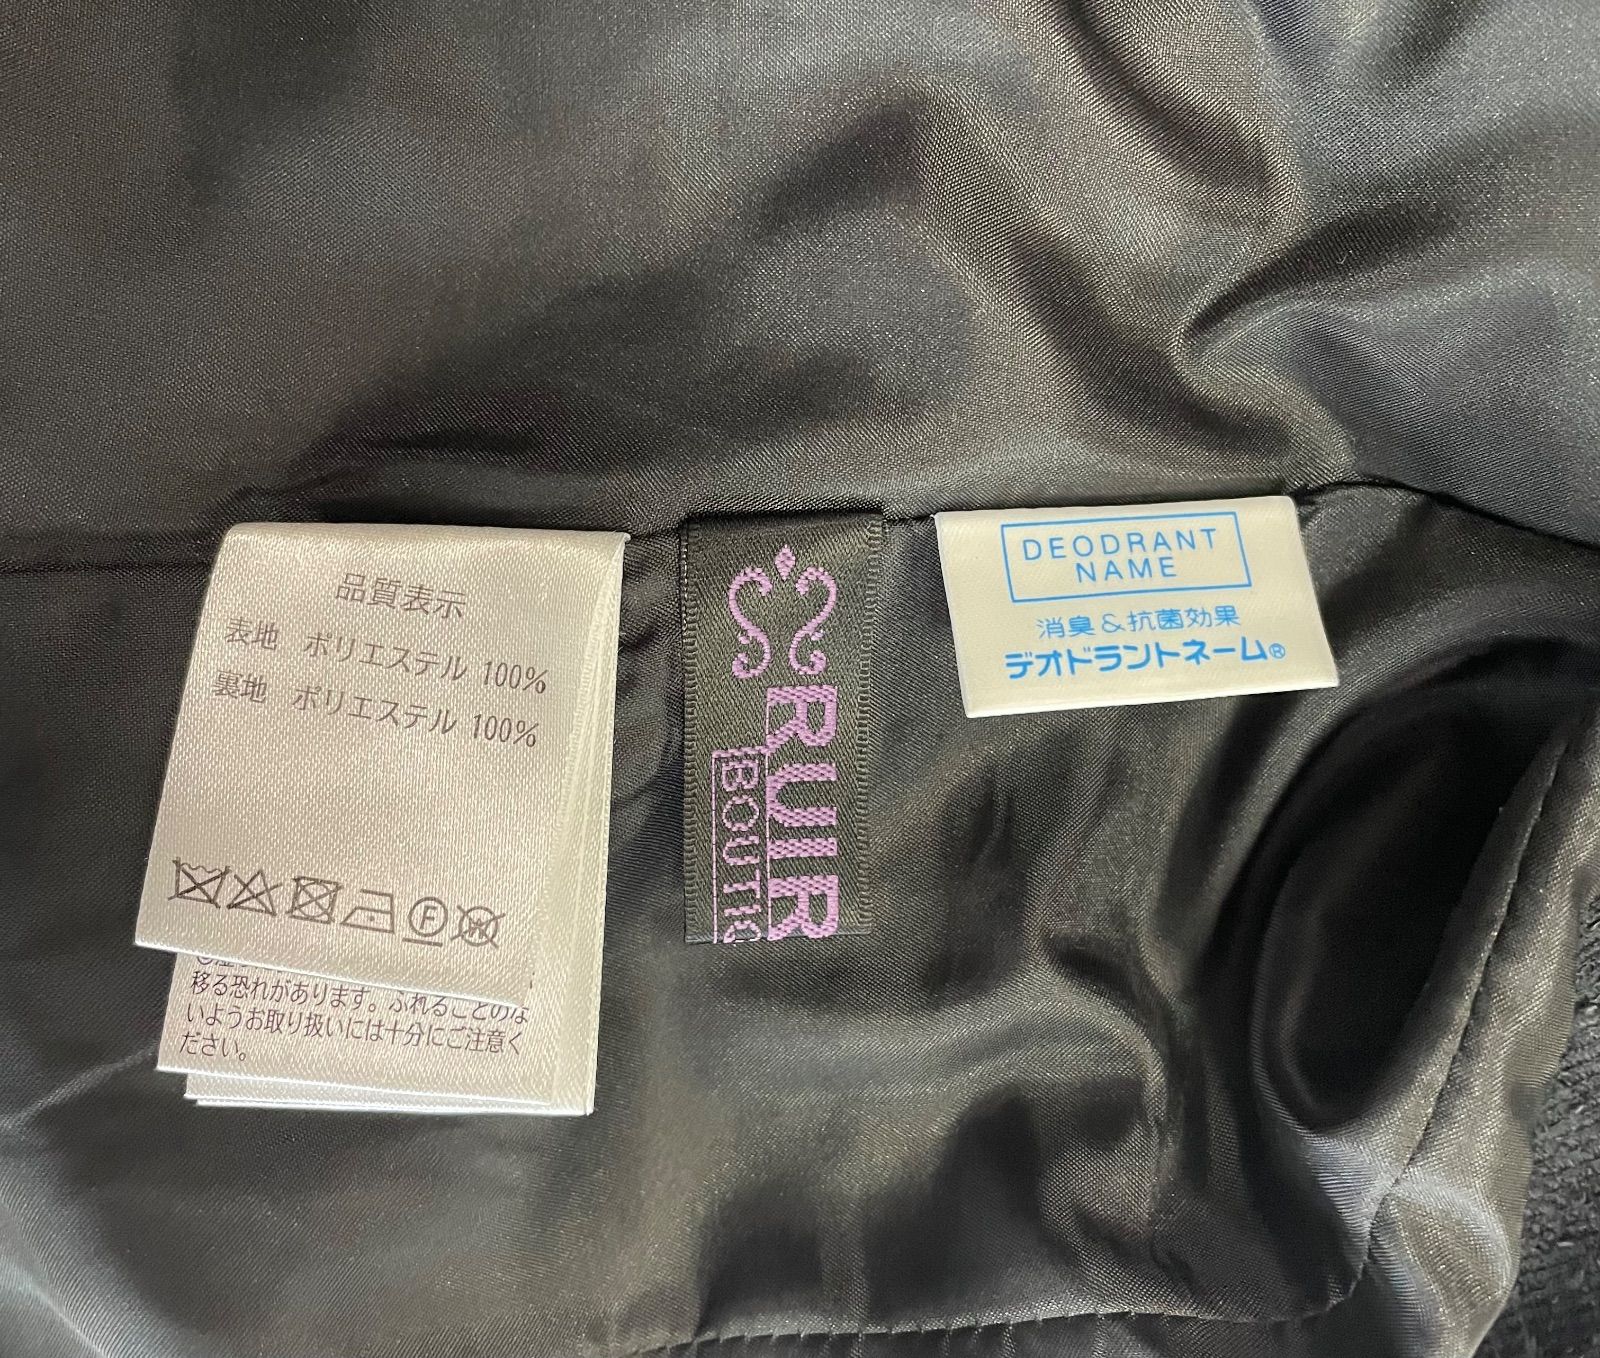 品質表示
表地 ポリエステル 100%
裏地 ポリエステル 100%
F
W
移る恐れがあります。ふれることのな
いようお取り扱いには十分にご注意く
ださい。
RUIR
BOUTIQ
DEODRANT
NAME
消臭&抗菌効果
デオドラントネーム®